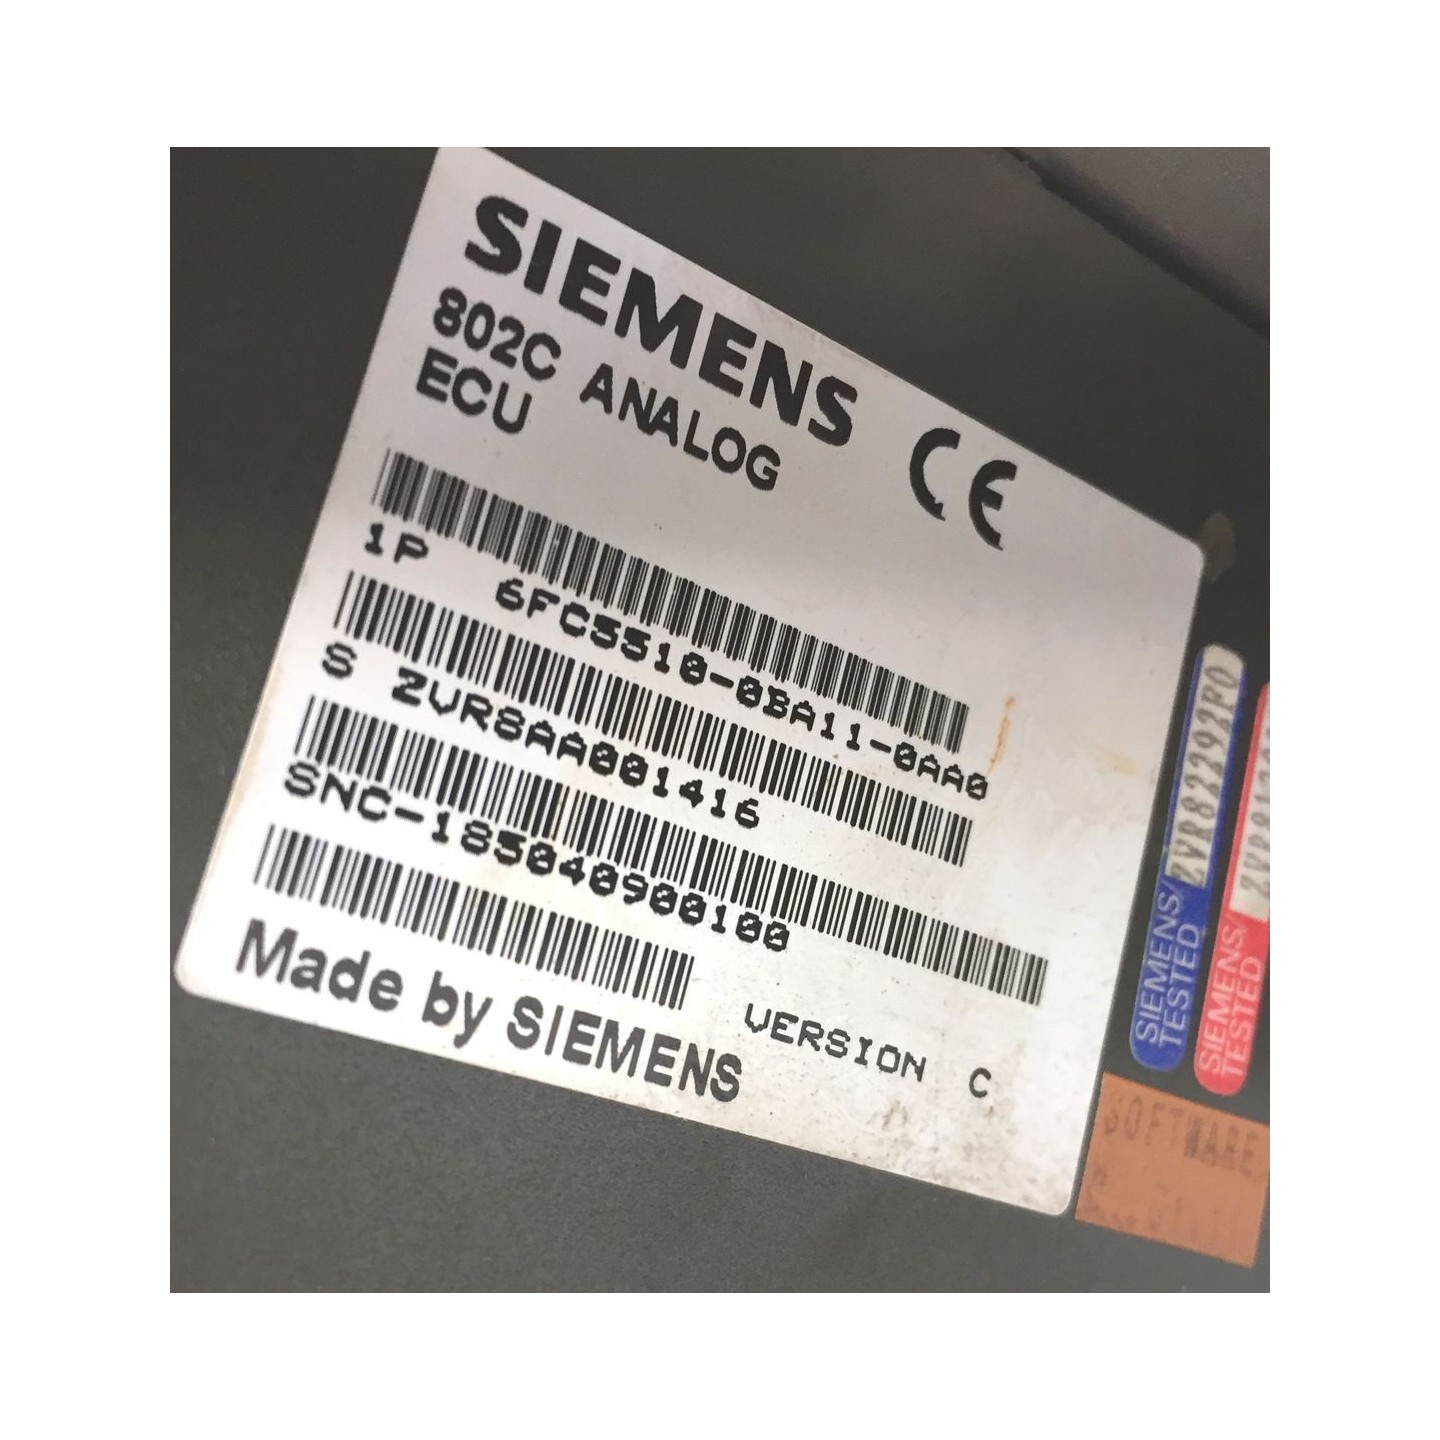 SIEMENS
802C ANALOG
ECU
CE
1P 6FC5510-0BA11-0AA0
S ZVR8AA001416
SNC-185040900100
VERSION C
Made by SIEMENS
SIEMENS/
TESTED
ZVR82292P0
SIEMENS/
TESTED
SOFTWARE